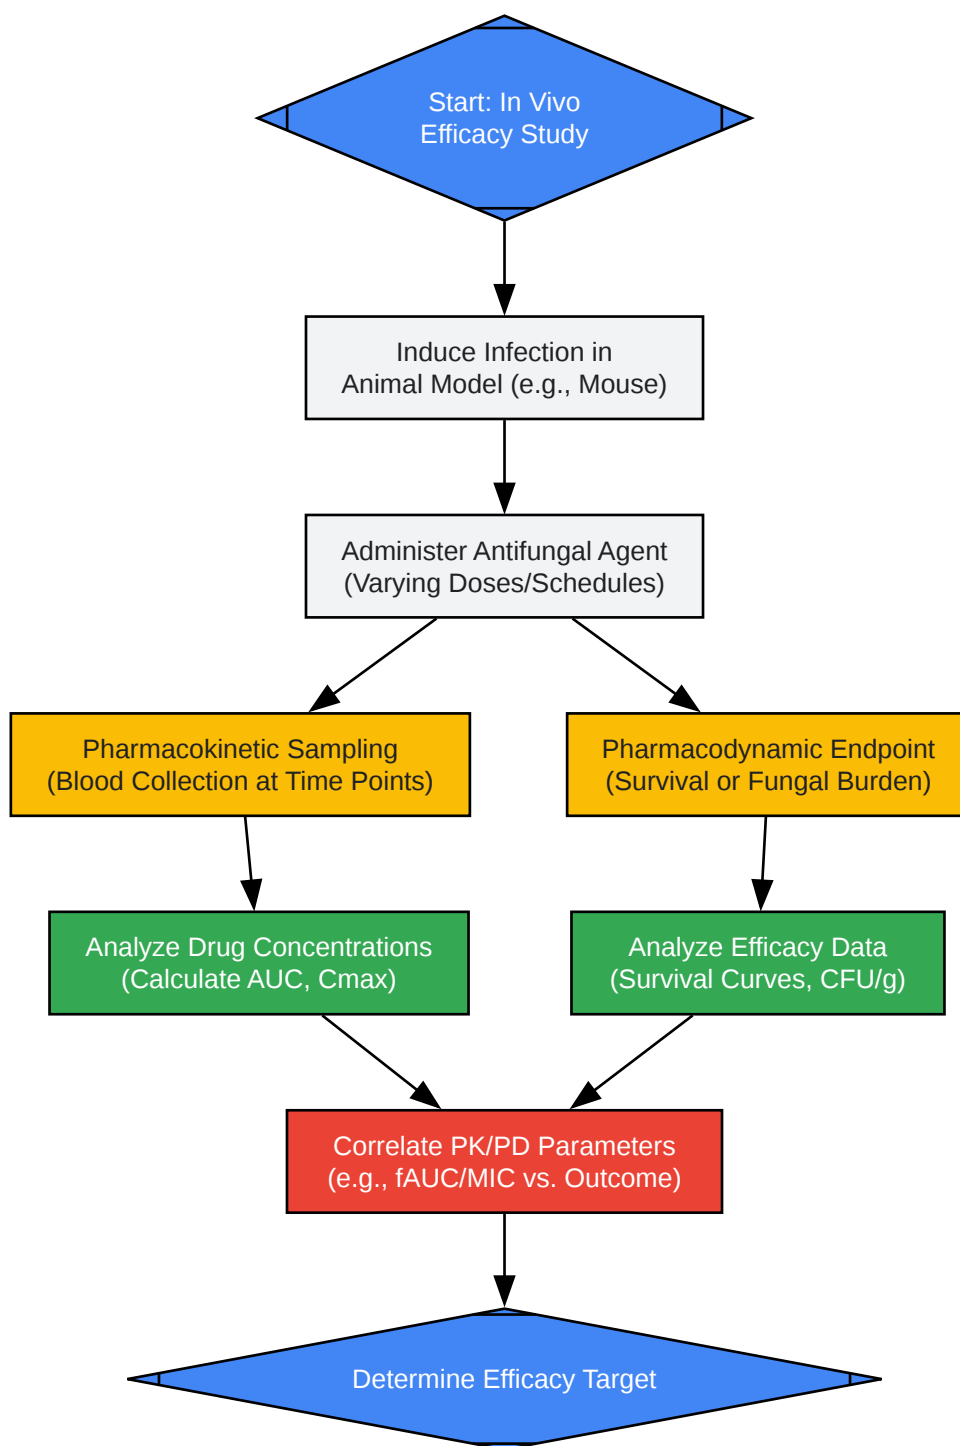 Start: In Vivo
Efficacy Study
Induce Infection in
Animal Model (e.g., Mouse)
Administer Antifungal Agent
(Varying Doses/Schedules)
Pharmacokinetic Sampling
(Blood Collection at Time Points)
Pharmacodynamic Endpoint
(Survival or Fungal Burden)
Analyze Drug Concentrations
(Calculate AUC, Cmax)
Analyze Efficacy Data
(Survival Curves, CFU/g)
Correlate PK/PD Parameters
(e.g., fAUC/MIC vs. Outcome)
Determine Efficacy Target